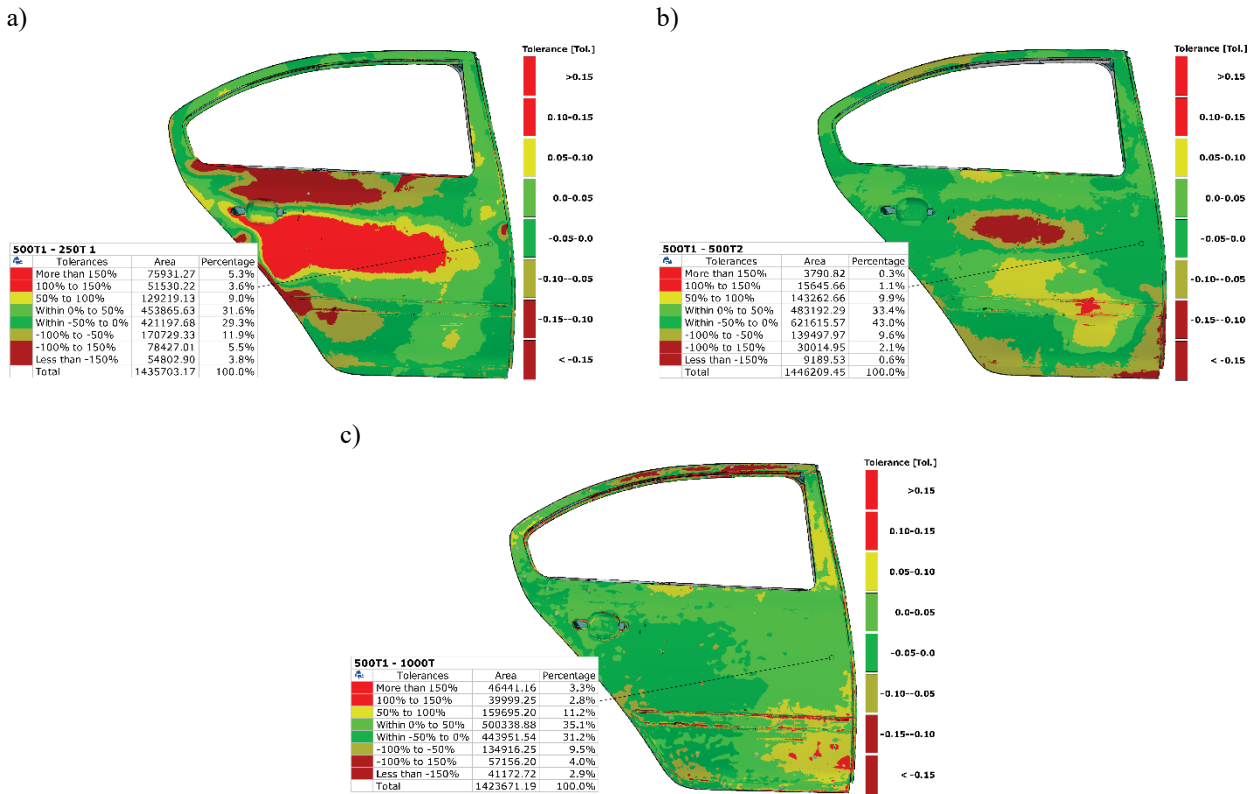 a)
Tolerance [Tol.]
>0.15
0.10-0.15
0.05-0.10
0.0-0.05
-0.05-0.0
-0.10--0.05
-0.15--0.10
< -0.15
500T1 - 250T 1
Tolerances Area Percentage
More than 150% 75931.27 5.3%
100% to 150% 51530.22 3.6%
50% to 100% 129219.13 9.0%
Within 0% to 50% 453865.63 31.6%
Within -50% to 0% 421197.68 29.3%
-100% to -50% 170729.33 11.9%
-100% to 150% 78427.01 5.5%
Less than -150% 54802.90 3.8%
Total 1435703.17 100.0%
b)
Tolerance [Tol.]
>0.15
0.10-0.15
0.05-0.10
0.0-0.05
-0.05-0.0
-0.10--0.05
-0.15--0.10
< -0.15
500T1 - 500T2
Tolerances Area Percentage
More than 150% 3790.82 0.3%
100% to 150% 15645.66 1.1%
50% to 100% 143262.66 9.9%
Within 0% to 50% 483192.29 33.4%
Within -50% to 0% 621615.57 43.0%
-100% to -50% 139497.97 9.6%
-100% to 150% 30014.95 2.1%
Less than -150% 9189.53 0.6%
Total 1446209.45 100.0%
c)
Tolerance [Tol.]
>0.15
0.10-0.15
0.05-0.10
0.0-0.05
-0.05-0.0
-0.10--0.05
-0.15--0.10
< -0.15
500T1 - 1000T
Tolerances Area Percentage
More than 150% 46441.16 3.3%
100% to 150% 39999.25 2.8%
50% to 100% 159695.20 11.2%
Within 0% to 50% 500338.88 35.1%
Within -50% to 0% 443951.54 31.2%
-100% to -50% 134916.25 9.5%
-100% to 150% 57156.20 4.0%
Less than -150% 41172.72 2.9%
Total 1423671.19 100.0%